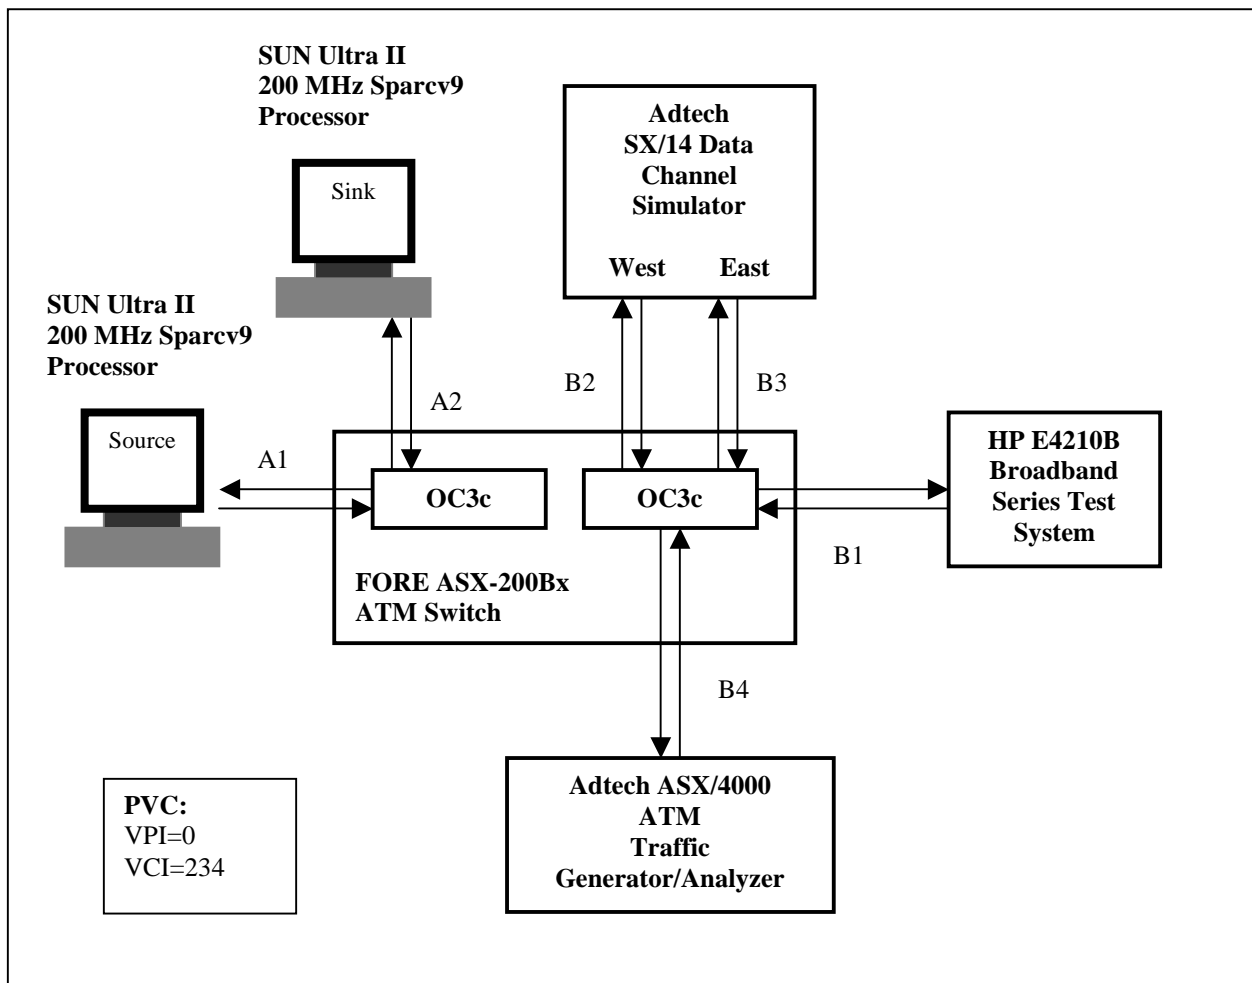 SUN Ultra II
200 MHz Sparcv9
Processor
Sink
Adtech
SX/14 Data
Channel
Simulator
West East
SUN Ultra II
200 MHz Sparcv9
Processor
Source
A1
A2
B2
B3
OC3c
OC3c
FORE ASX-200Bx
ATM Switch
HP E4210B
Broadband
Series Test
System
B1
B4
Adtech ASX/4000
ATM
Traffic
Generator/Analyzer
PVC:
VPI=0
VCI=234